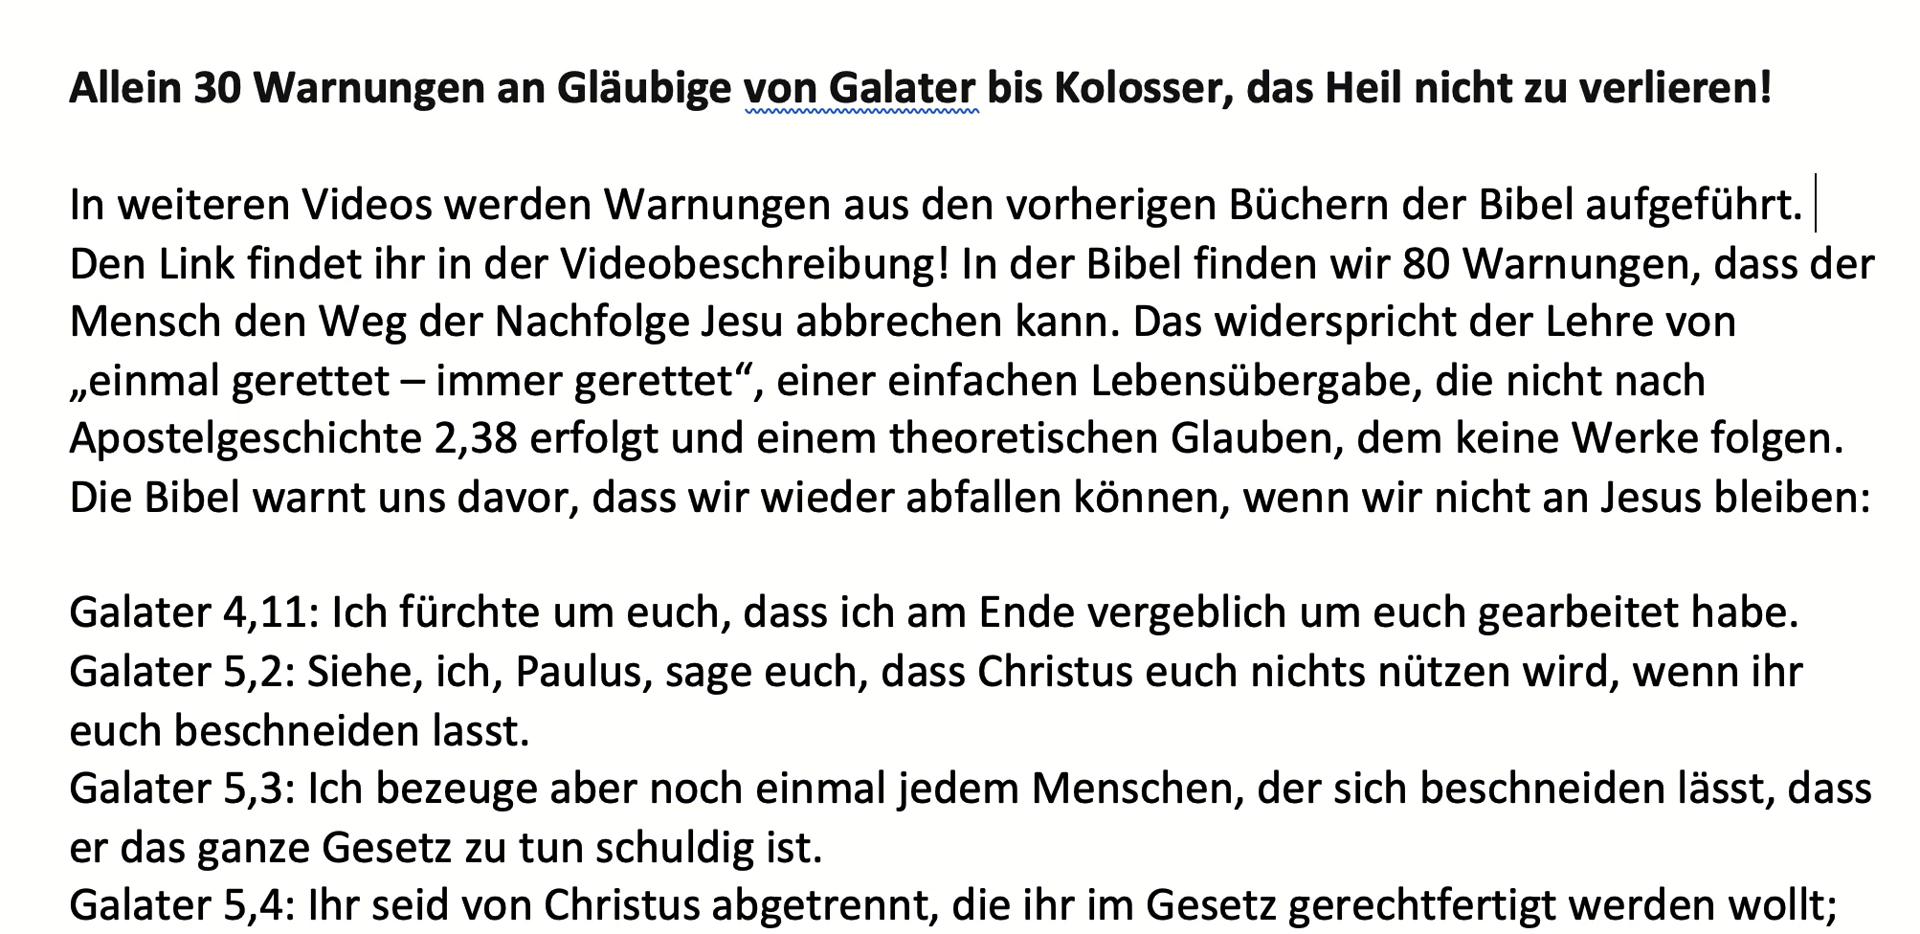 Allein 30 Warnungen an Gläubige von Galater bis Kolosser, das Heil nicht zu verlieren!
In weiteren Videos werden Warnungen aus den vorherigen Büchern der Bibel aufgeführt.
Den Link findet ihr in der Videobeschreibung! In der Bibel finden wir 80 Warnungen, dass der
Mensch den Weg der Nachfolge Jesu abbrechen kann. Das widerspricht der Lehre von
„einmal gerettet – immer gerettet“, einer einfachen Lebensübergabe, die nicht nach
Apostelgeschichte 2,38 erfolgt und einem theoretischen Glauben, dem keine Werke folgen.
Die Bibel warnt uns davor, dass wir wieder abfallen können, wenn wir nicht an Jesus bleiben:
Galater 4,11: Ich fürchte um euch, dass ich am Ende vergeblich um euch gearbeitet habe.
Galater 5,2: Siehe, ich, Paulus, sage euch, dass Christus euch nichts nützen wird, wenn ihr
euch beschneiden lasst.
Galater 5,3: Ich bezeuge aber noch einmal jedem Menschen, der sich beschneiden lässt, dass
er das ganze Gesetz zu tun schuldig ist.
Galater 5,4: Ihr seid von Christus abgetrennt, die ihr im Gesetz gerechtfertigt werden wollt;